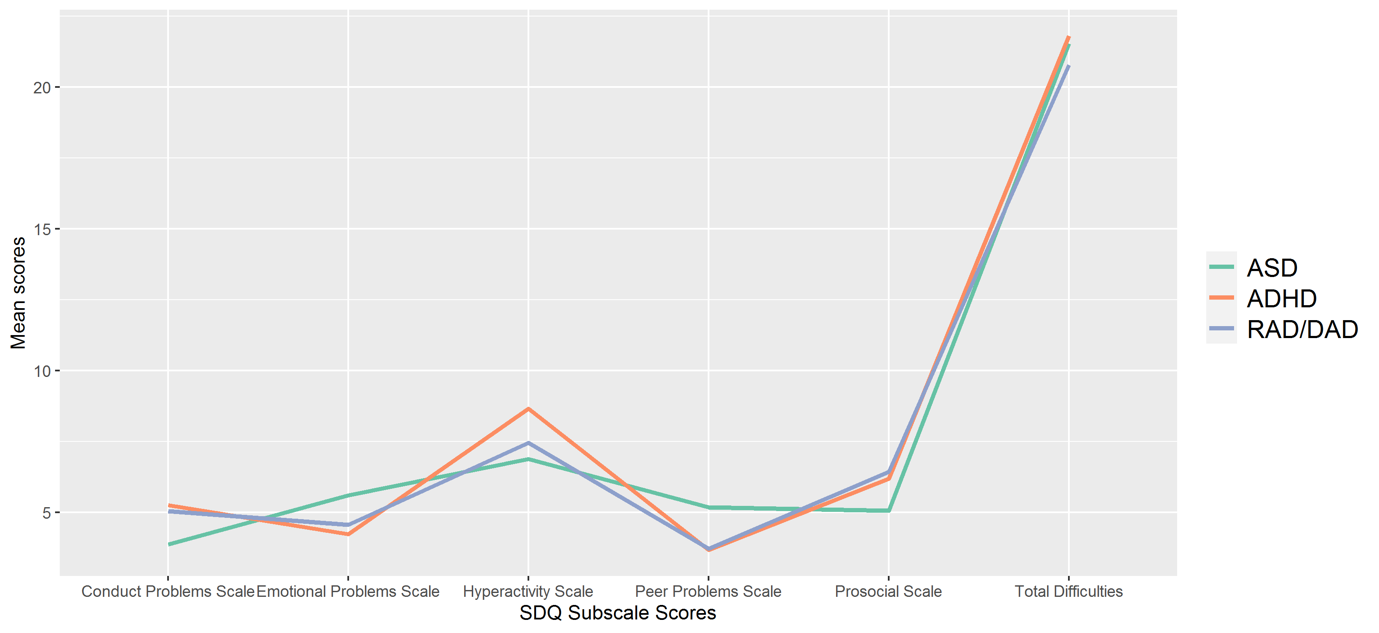 Mean scores
20
15
10
5
Conduct Problems Scale Emotional Problems Scale Hyperactivity Scale Peer Problems Scale Prosocial Scale Total Difficulties
SDQ Subscale Scores
ASD
ADHD
RAD/DAD